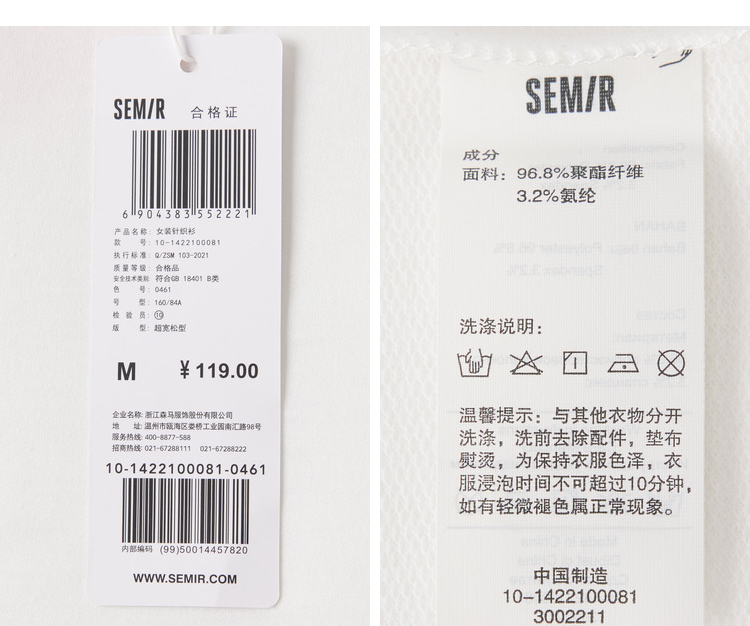 SEMIR 合格证
6 904383 552221
产品名称: 女装针织衫
款 号: 10-1422100081
执行标准: Q/ZSM 103-2021
质量等级: 合格品
安全技术类别: 符合GB 18401 B类
色 号: 0461
号 型: 160/84A
检 验 员: 10
版 型: 超宽松型
M ¥119.00
企业名称: 浙江森马服饰股份有限公司
地 址: 温州市瓯海区娄桥工业园南汇路98号
服务热线: 400-8877-588
招商热线: 021-67288111 021-67288222
10-1422100081-0461
内部编码 (99)50014457820
WWW.SEMIR.COM
SEMIR
成分
面料: 96.8%聚酯纤维
3.2%氨纶
洗涤说明:
温馨提示: 与其他衣物分开
洗涤, 洗前去除配件, 垫布
熨烫, 为保持衣服色泽, 衣
服浸泡时间不可超过10分钟,
如有轻微褪色属正常现象。
中国制造
10-1422100081
3002211